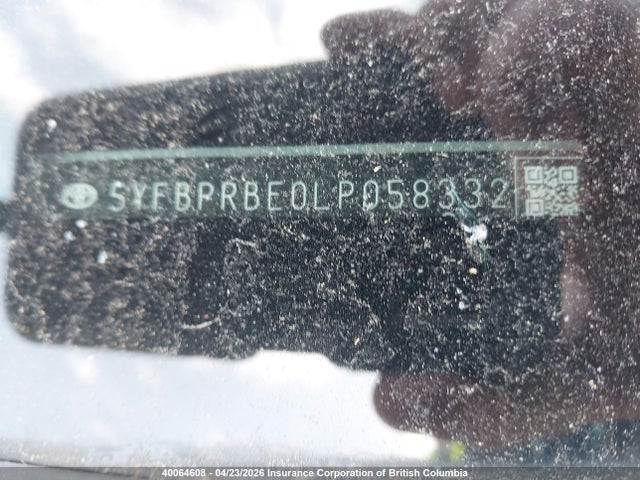 5YFBPRBE0LP058332
40064608 - 04/23/2026 Insurance Corporation of British Columbia